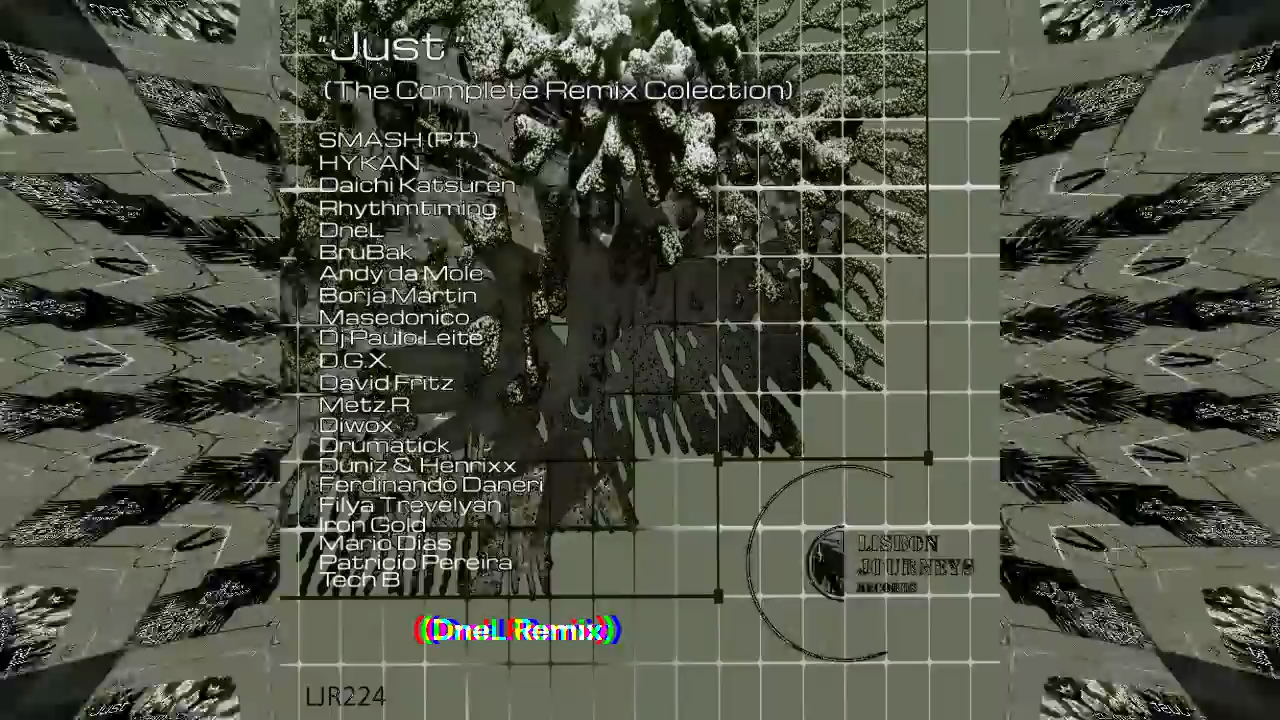 "Just"
(The Complete Remix Colection)
SMASH (PT)
HYKAN
Daichi Katsuren
Rhythmtiming
DneL
BruBak
Andy da Mole
Borja Martin
Masedonico
Dj Paulo Leite
D.G.X.
David Fritz
Metz.R
Diwox
Drumatick
Duniz & Henrixx
Ferdinando Daneri
Filya Trevelyan
Iron Gold
Mario Dias
Patricio Pereira
Tech B
LISBON
JOURNEYS
RECORDS
(DneL Remix)
LJR224